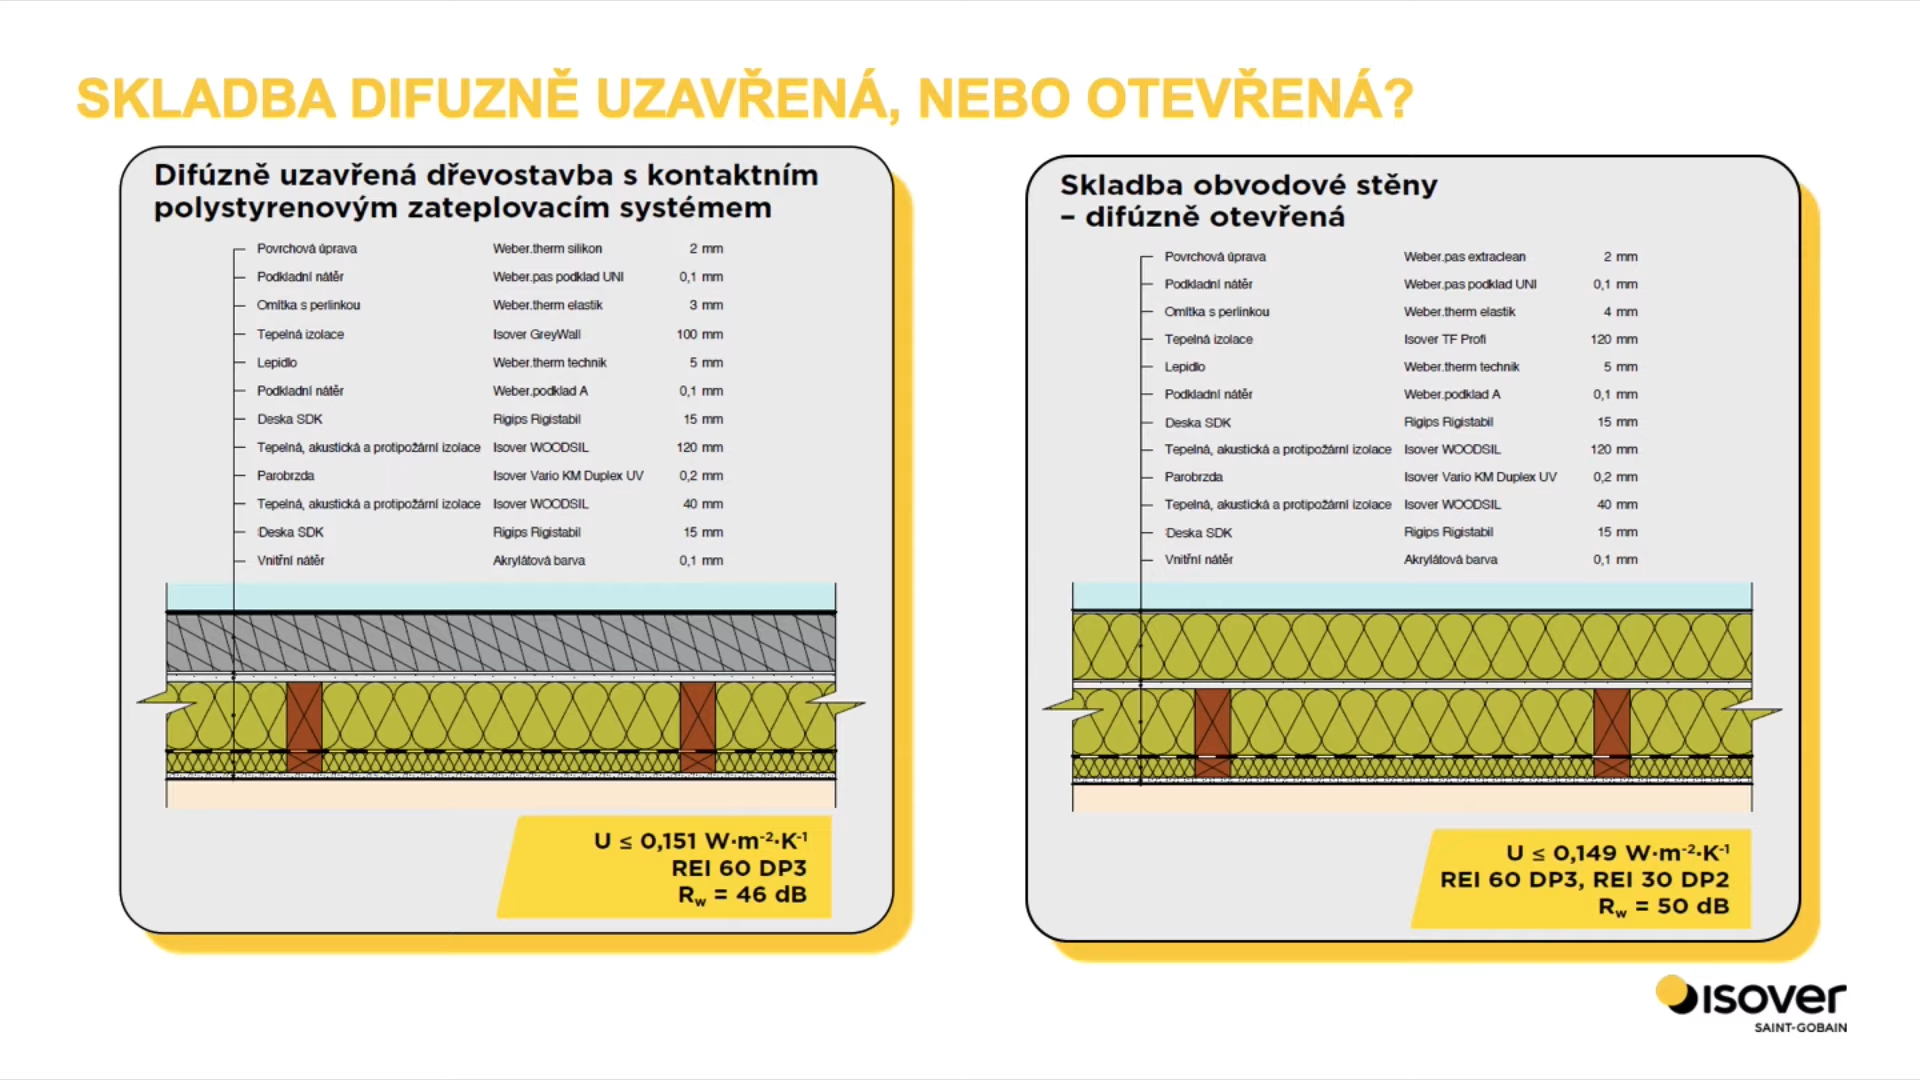 SKLADBA DIFUZNĚ UZAVŘENÁ, NEBO OTEVŘENÁ?
Difúzně uzavřená dřevostavba s kontaktním
polystyrenovým zateplovacím systémem
Povrchová úprava Weber.therm silikon 2 mm
Podkladní nátěr Weber.pas podklad UNI 0,1 mm
Omítka s perlinkou Weber.therm elastik 3 mm
Tepelná izolace Isover GreyWall 100 mm
Lepidlo Weber.therm technik 5 mm
Podkladní nátěr Weber.podklad A 0,1 mm
Deska SDK Rigips Rigistabil 15 mm
Tepelná, akustická a protipožární izolace Isover WOODSIL 120 mm
Parobrzda Isover Vario KM Duplex UV 0,2 mm
Tepelná, akustická a protipožární izolace Isover WOODSIL 40 mm
Deska SDK Rigips Rigistabil 15 mm
Vnitřní nátěr Akrylátová barva 0,1 mm
U ≤ 0,151 W·m⁻²·K⁻¹
REI 60 DP3
Rw = 46 dB
Skladba obvodové stěny
– difúzně otevřená
Povrchová úprava Weber.pas extraclean 2 mm
Podkladní nátěr Weber.pas podklad UNI 0,1 mm
Omítka s perlinkou Weber.therm elastik 4 mm
Tepelná izolace Isover TF Profi 120 mm
Lepidlo Weber.therm technik 5 mm
Podkladní nátěr Weber.podklad A 0,1 mm
Deska SDK Rigips Rigistabil 15 mm
Tepelná, akustická a protipožární izolace Isover WOODSIL 120 mm
Parobrzda Isover Vario KM Duplex UV 0,2 mm
Tepelná, akustická a protipožární izolace Isover WOODSIL 40 mm
Deska SDK Rigips Rigistabil 15 mm
Vnitřní nátěr Akrylátová barva 0,1 mm
U ≤ 0,149 W·m⁻²·K⁻¹
REI 60 DP3, REI 30 DP2
Rw = 50 dB
isover
SAINT-GOBAIN